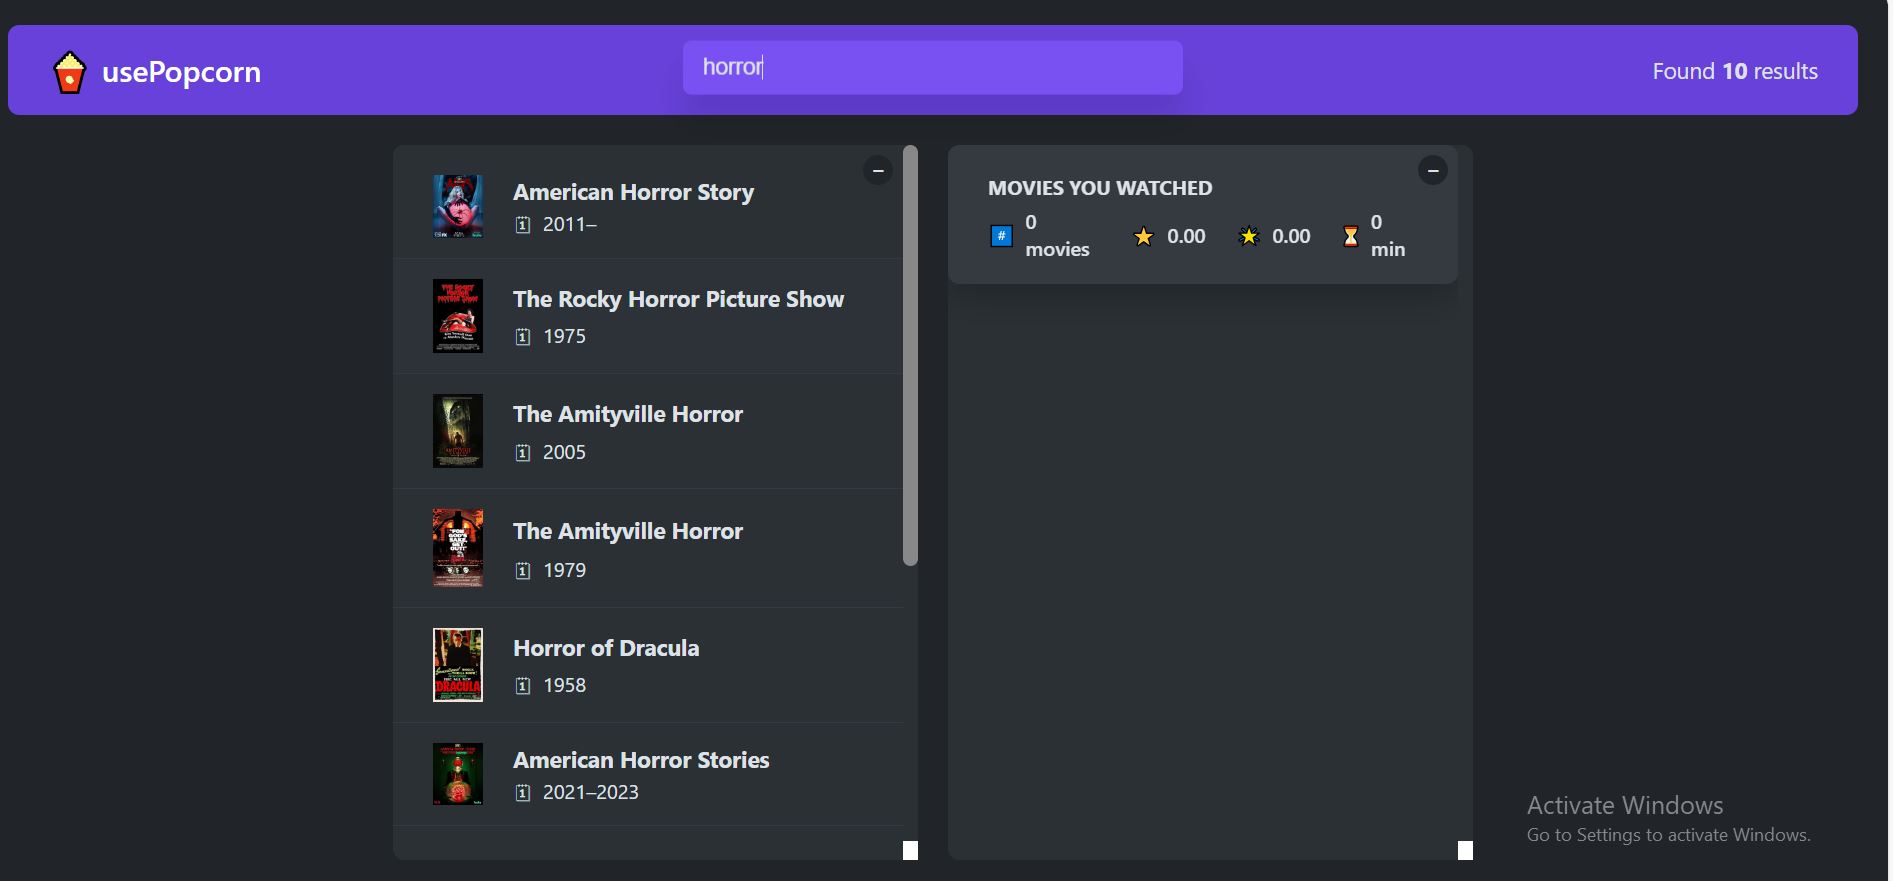 usePopcorn
horror
Found 10 results
American Horror Story
2011–
The Rocky Horror Picture Show
1975
The Amityville Horror
2005
The Amityville Horror
1979
Horror of Dracula
1958
American Horror Stories
2021–2023
MOVIES YOU WATCHED
# 0 movies
0.00
0.00
0 min
DRACULA
Activate Windows
Go to Settings to activate Windows.